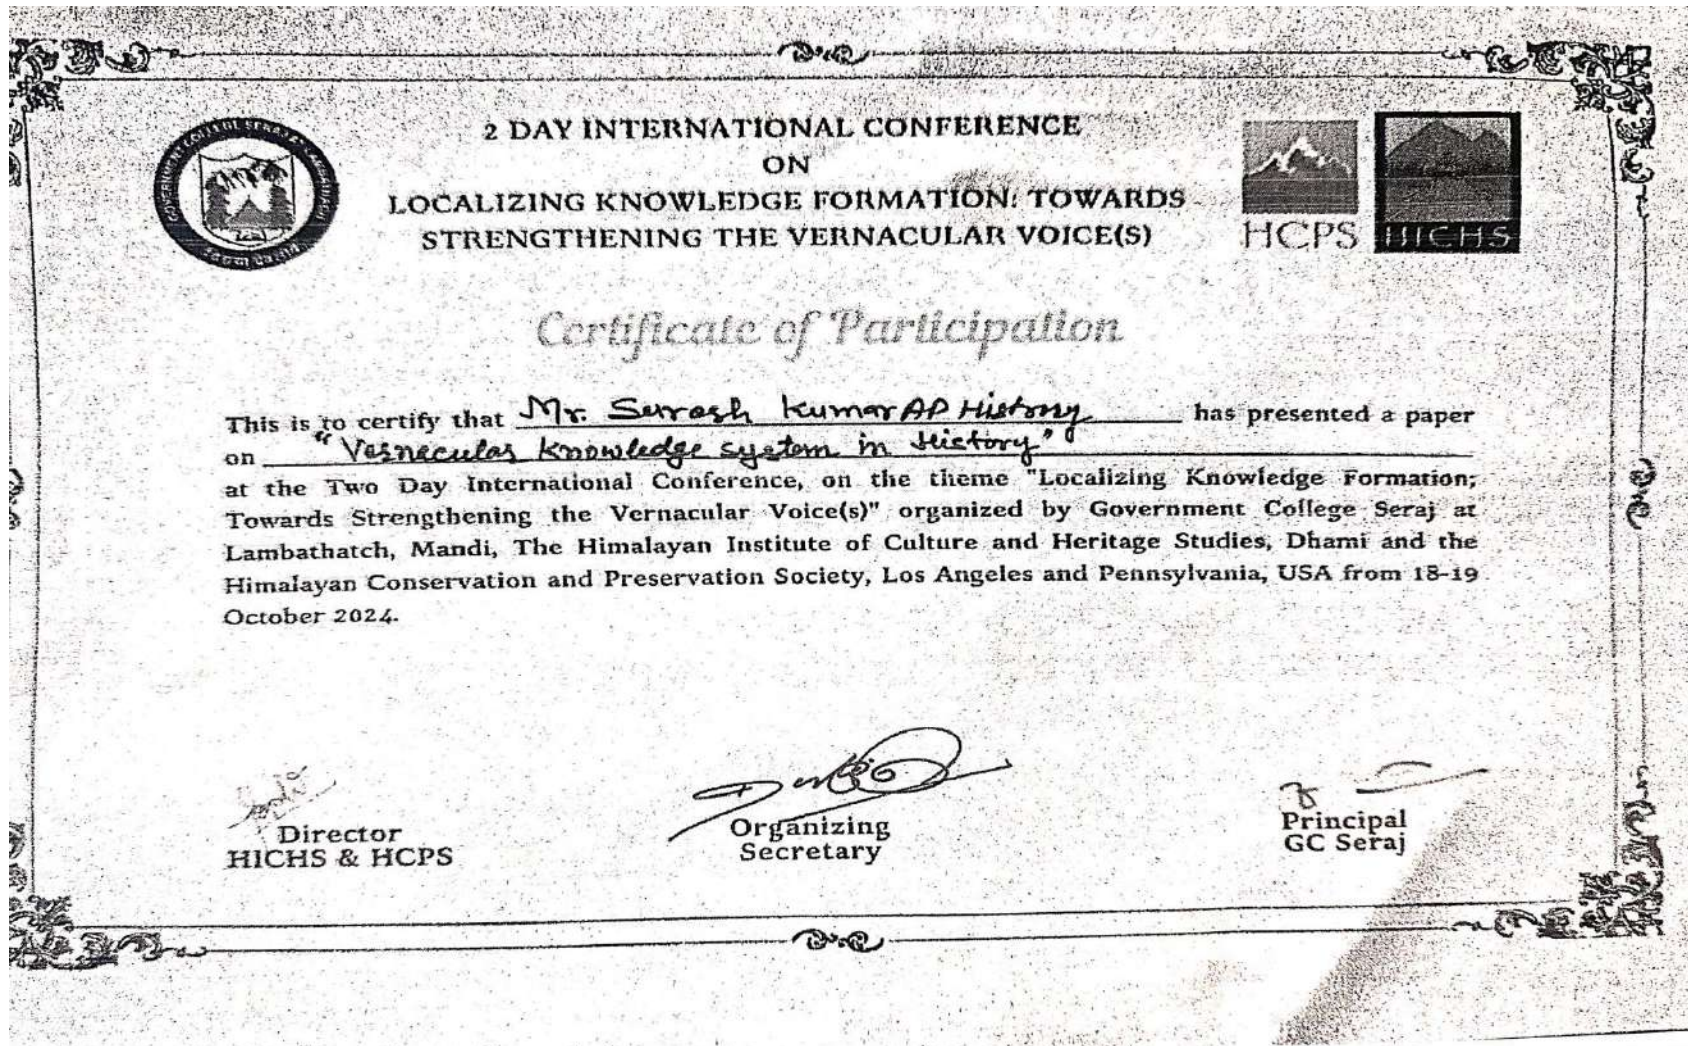 2 DAY INTERNATIONAL CONFERENCE
ON
LOCALIZING KNOWLEDGE FORMATION: TOWARDS
STRENGTHENING THE VERNACULAR VOICE(S)
HCPS
HICHS
Certificate of Participation
This is to certify that Mr. Suresh Kumar AP History has presented a paper
on "Vernacular Knowledge system in History"
at the Two Day International Conference, on the theme "Localizing Knowledge Formation;
Towards Strengthening the Vernacular Voice(s)" organized by Government College Seraj at
Lambathatch, Mandi, The Himalayan Institute of Culture and Heritage Studies, Dhami and the
Himalayan Conservation and Preservation Society, Los Angeles and Pennsylvania, USA from 18-19
October 2024.
Director
HICHS & HCPS
Organizing
Secretary
Principal
GC Seraj